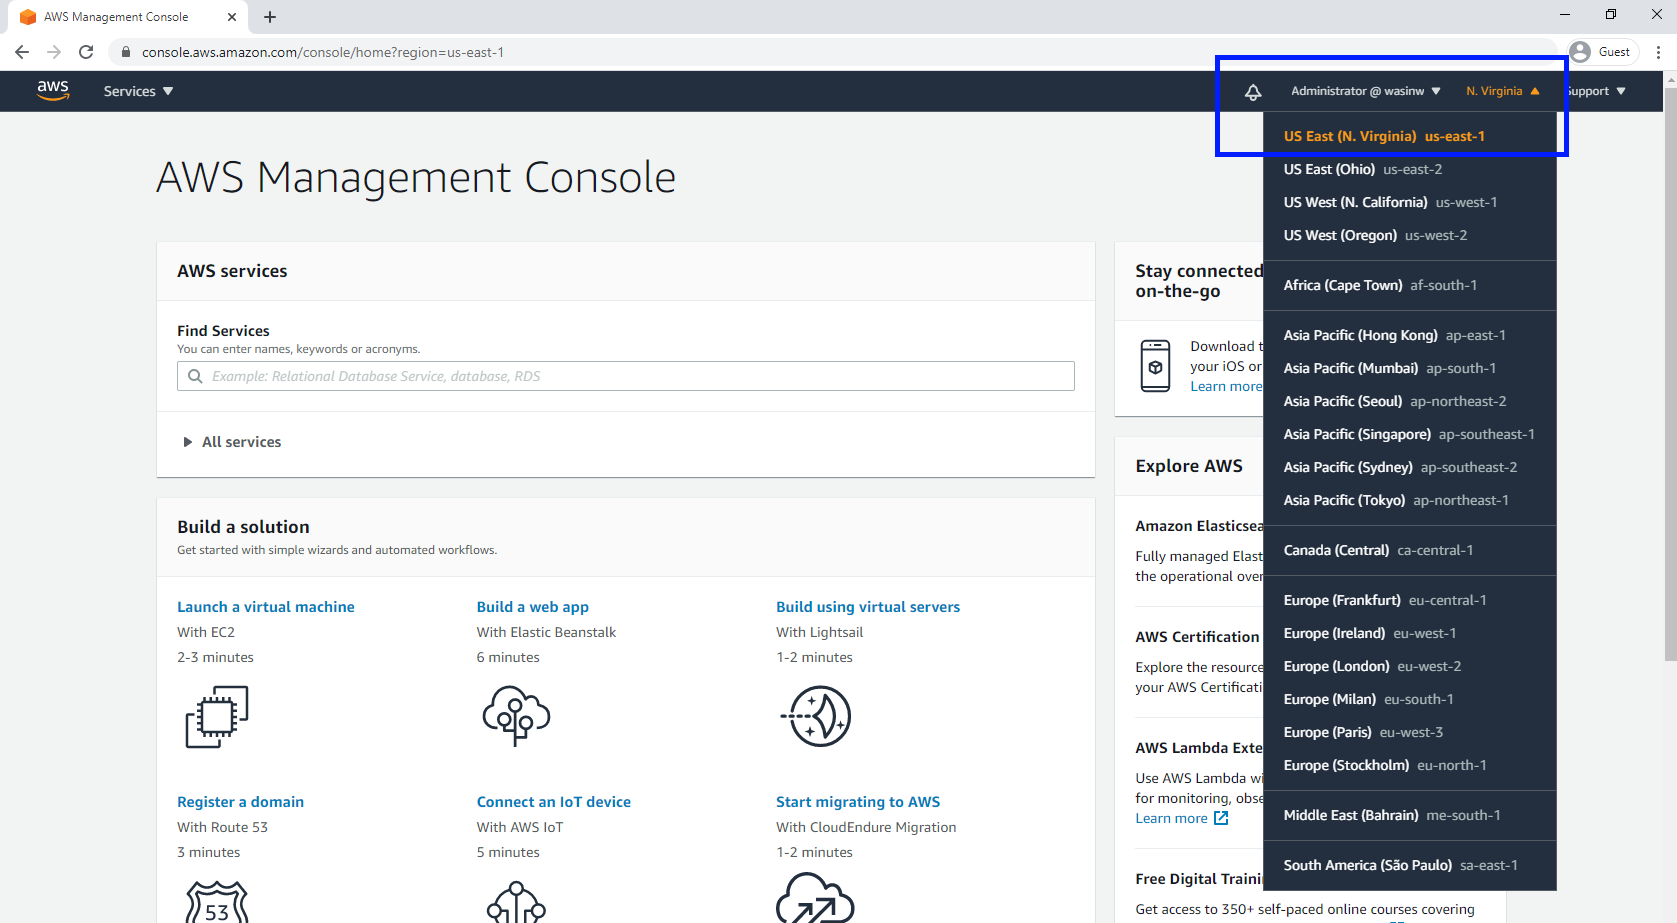 AWS Management Console
console.aws.amazon.com/console/home?region=us-east-1
Guest
aws
Services
Administrator @ wasinw
N. Virginia
Support
US East (N. Virginia) us-east-1
US East (Ohio) us-east-2
US West (N. California) us-west-1
US West (Oregon) us-west-2
Africa (Cape Town) af-south-1
Asia Pacific (Hong Kong) ap-east-1
Asia Pacific (Mumbai) ap-south-1
Asia Pacific (Seoul) ap-northeast-2
Asia Pacific (Singapore) ap-southeast-1
Asia Pacific (Sydney) ap-southeast-2
Asia Pacific (Tokyo) ap-northeast-1
Canada (Central) ca-central-1
Europe (Frankfurt) eu-central-1
Europe (Ireland) eu-west-1
Europe (London) eu-west-2
Europe (Milan) eu-south-1
Europe (Paris) eu-west-3
Europe (Stockholm) eu-north-1
Middle East (Bahrain) me-south-1
South America (São Paulo) sa-east-1
AWS Management Console
AWS services
Find Services
You can enter names, keywords or acronyms.
Example: Relational Database Service, database, RDS
All services
Build a solution
Get started with simple wizards and automated workflows.
Launch a virtual machine
With EC2
2-3 minutes
Build a web app
With Elastic Beanstalk
6 minutes
Build using virtual servers
With Lightsail
1-2 minutes
Register a domain
With Route 53
3 minutes
53
Connect an IoT device
With AWS IoT
5 minutes
Start migrating to AWS
With CloudEndure Migration
1-2 minutes
Stay connected
on-the-go
Download
your iOS or
Learn more
Explore AWS
Amazon
Fully managed
the operational
AWS Certification
Explore the
your AWS
AWS Lambda
Use AWS Lambda
for monitoring,
Learn more
Free Digital
Get access to 350+ self-paced online courses covering